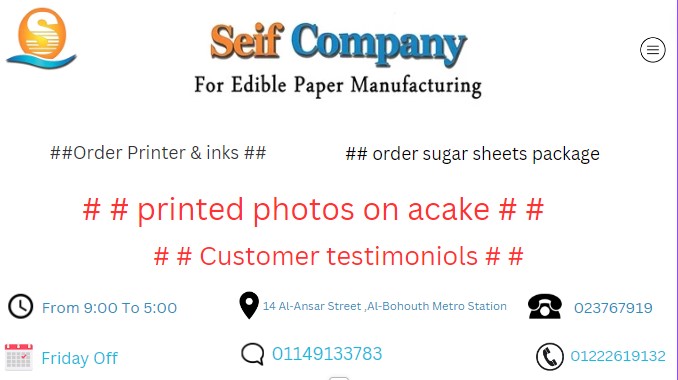 Seif Company
For Edible Paper Manufacturing
##Order Printer & inks ##
## order sugar sheets package
# # printed photos on acake # #
# # Customer testimoniols # #
From 9:00 To 5:00
14 Al-Ansar Street ,Al-Bohouth Metro Station
023767919
Friday Off
01149133783
01222619132